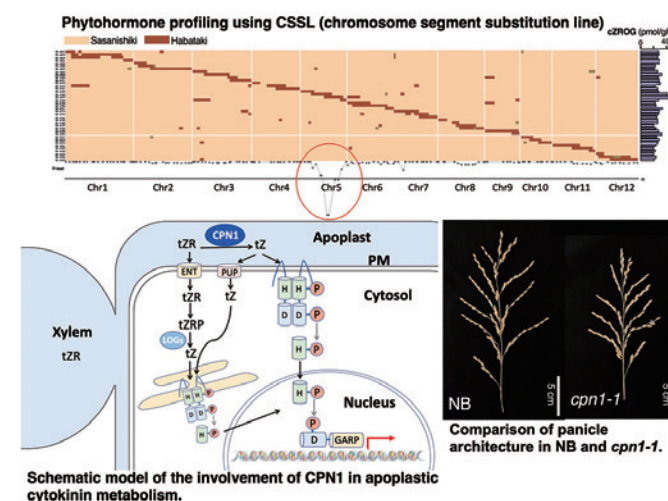 Phytohormone profiling using CSSL (chromosome segment substitution line)
Sasanishiki Habataki
cZROG (pmol/g
0 40
Chr1 Chr2 Chr3 Chr4 Chr5 Chr6 Chr7 Chr8 Chr9 Chr10 Chr11 Chr12
CPN1
tZR tZ
Apoplast
PM
ENT PUP
Cytosol
tZR tZ
tZRP
LOGs
tZ
Xylem
tZR
H H P
D D P
H P
H P
P
D GARP
Nucleus
H H P
D D P
H P
NB
5 cm
cpn1-1
5 cm
Comparison of panicle
architecture in NB and cpn1-1.
Schematic model of the involvement of CPN1 in apoplastic
cytokinin metabolism.